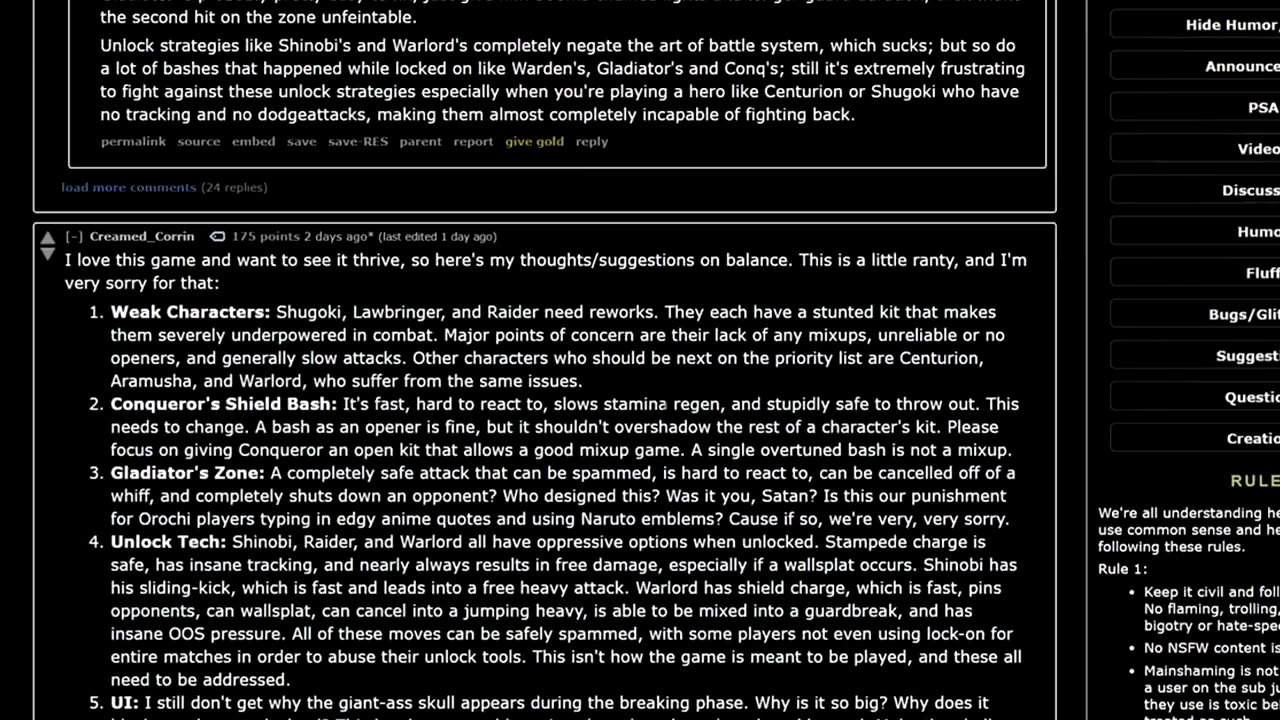 the second hit on the zone unfeintable.
Unlock strategies like Shinobi's and Warlord's completely negate the art of battle system, which sucks; but so do
a lot of bashes that happened while locked on like Warden's, Gladiator's and Conq's; still it's extremely frustrating
to fight against these unlock strategies especially when you're playing a hero like Centurion or Shugoki who have
no tracking and no dodgeattacks, making them almost completely incapable of fighting back.
permalink source embed save save-RES parent report give gold reply
load more comments (24 replies)
[-] Creamed_Corrin 175 points 2 days ago* (last edited 1 day ago)
I love this game and want to see it thrive, so here's my thoughts/suggestions on balance. This is a little ranty, and I'm
very sorry for that:
1. Weak Characters: Shugoki, Lawbringer, and Raider need reworks. They each have a stunted kit that makes
them severely underpowered in combat. Major points of concern are their lack of any mixups, unreliable or no
openers, and generally slow attacks. Other characters who should be next on the priority list are Centurion,
Aramusha, and Warlord, who suffer from the same issues.
2. Conqueror's Shield Bash: It's fast, hard to react to, slows stamina regen, and stupidly safe to throw out. This
needs to change. A bash as an opener is fine, but it shouldn't overshadow the rest of a character's kit. Please
focus on giving Conqueror an open kit that allows a good mixup game. A single overtuned bash is not a mixup.
3. Gladiator's Zone: A completely safe attack that can be spammed, is hard to react to, can be cancelled off of a
whiff, and completely shuts down an opponent? Who designed this? Was it you, Satan? Is this our punishment
for Orochi players typing in edgy anime quotes and using Naruto emblems? Cause if so, we're very, very sorry.
4. Unlock Tech: Shinobi, Raider, and Warlord all have oppressive options when unlocked. Stampede charge is
safe, has insane tracking, and nearly always results in free damage, especially if a wallsplat occurs. Shinobi has
his sliding-kick, which is fast and leads into a free heavy attack. Warlord has shield charge, which is fast, pins
opponents, can wallsplat, can cancel into a jumping heavy, is able to be mixed into a guardbreak, and has
insane OOS pressure. All of these moves can be safely spammed, with some players not even using lock-on for
entire matches in order to abuse their unlock tools. This isn't how the game is meant to be played, and these all
need to be addressed.
5. UI: I still don't get why the giant-ass skull appears during the breaking phase. Why is it so big? Why does it
Hide Humor,
Announce
PSA
Video
Discuss
Humo
Fluff
Bugs/Glit
Suggest
Questic
Creatio
RULE
We're all understanding he
use common sense and he
following these rules.
Rule 1:
• Keep it civil and foll
No flaming, trolling,
bigotry or hate-spe
• No NSFW content is
• Mainshaming is not
a user on the sub ju
they use is toxic be